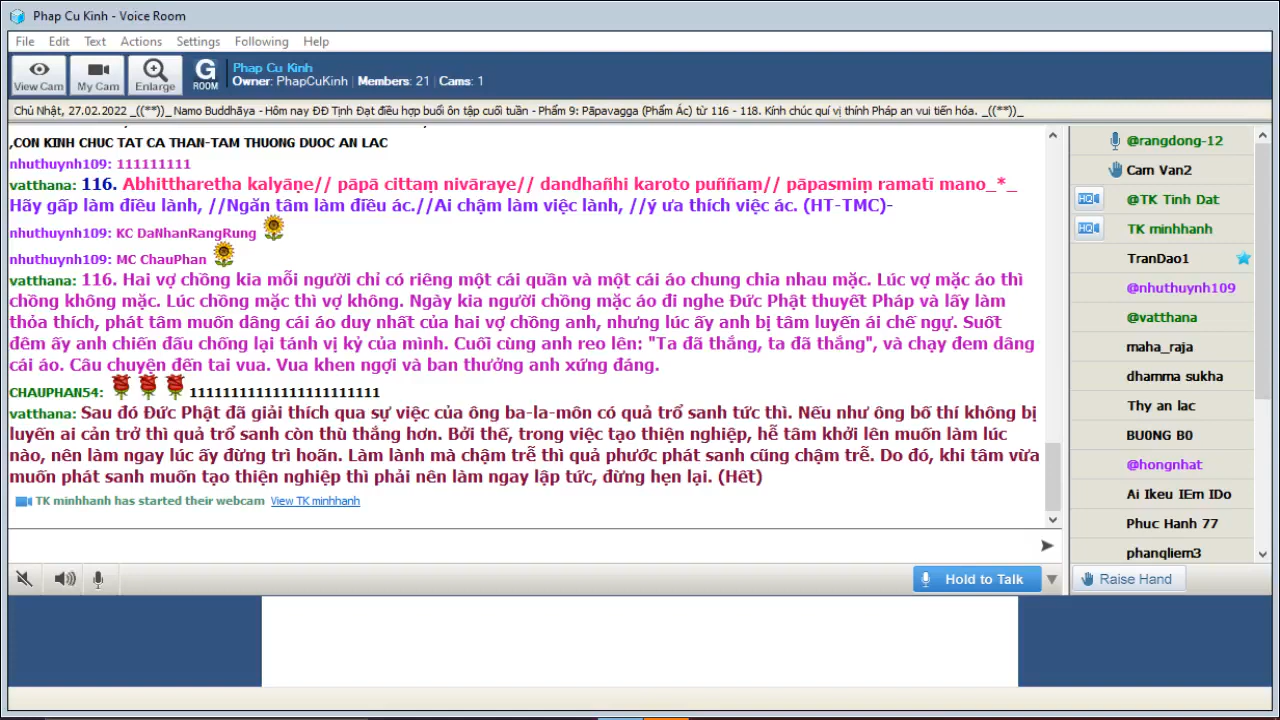 Phap Cu Kinh - Voice Room
File Edit Text Actions Settings Following Help
View Cam My Cam Enlarge G ROOM
Phap Cu Kinh
Owner: PhapCuKinh | Members: 21 | Cams: 1
Chủ Nhật, 27.02.2022 _((**))_ Namo Buddhāya - Hôm nay ĐĐ Tịnh Đạt điều hợp buổi ôn tập cuối tuần - Phẩm 9: Pāpavagga (Phẩm Ác) từ 116 - 118. Kính chúc quí vị thính Pháp an vui tiến hóa. _((**))_
,CON KINH CHUC TAT CA THAN-TAM THUONG DUOC AN LAC
nhuthuynh109: 111111111
vatthana: 116. Abhittharetha kalyāṇe// pāpā cittaṃ nivāraye// dandhañhi karoto puññaṃ// pāpasmiṃ ramatī mano_*_
Hãy gấp làm điều lành, //Ngăn tâm làm điều ác.//Ai chậm làm việc lành, //ý ưa thích việc ác. (HT-TMC)-
nhuthuynh109: KC DaNhanRangRung
nhuthuynh109: MC ChauPhan
vatthana: 116. Hai vợ chồng kia mỗi người chỉ có riêng một cái quần và một cái áo chung chia nhau mặc. Lúc vợ mặc áo thì
chồng không mặc. Lúc chồng mặc thì vợ không. Ngày kia người chồng mặc áo đi nghe Đức Phật thuyết Pháp và lấy làm
thỏa thích, phát tâm muốn dâng cái áo duy nhất của hai vợ chồng anh, nhưng lúc ấy anh bị tâm luyến ái chế ngự. Suốt
đêm ấy anh chiến đấu chống lại tánh vị kỷ của mình. Cuối cùng anh reo lên: "Ta đã thắng, ta đã thắng", và chạy đem dâng
cái áo. Câu chuyện đến tai vua. Vua khen ngợi và ban thưởng anh xứng đáng.
CHAUPHAN54: 1111111111111111111111
vatthana: Sau đó Đức Phật đã giải thích qua sự việc của ông ba-la-môn có quả trổ sanh tức thì. Nếu như ông bố thí không bị
luyến ai cản trở thì quả trổ sanh còn thù thắng hơn. Bởi thế, trong việc tạo thiện nghiệp, hễ tâm khởi lên muốn làm lúc
nào, nên làm ngay lúc ấy đừng trì hoãn. Làm lành mà chậm trễ thì quả phước phát sanh cũng chậm trễ. Do đó, khi tâm vừa
muốn phát sanh muốn tạo thiện nghiệp thì phải nên làm ngay lập tức, đừng hẹn lại. (Hết)
TK minhhanh has started their webcam View TK minhhanh
@rangdong-12
Cam Van2
HQ @TK Tinh Dat
HQ TK minhhanh
TranDao1
@nhuthuynh109
@vatthana
maha_raja
dhamma sukha
Thy an lac
BU0NG B0
@hongnhat
Ai Ikeu IEm IDo
Phuc Hanh 77
phanqliem3
Hold to Talk
Raise Hand